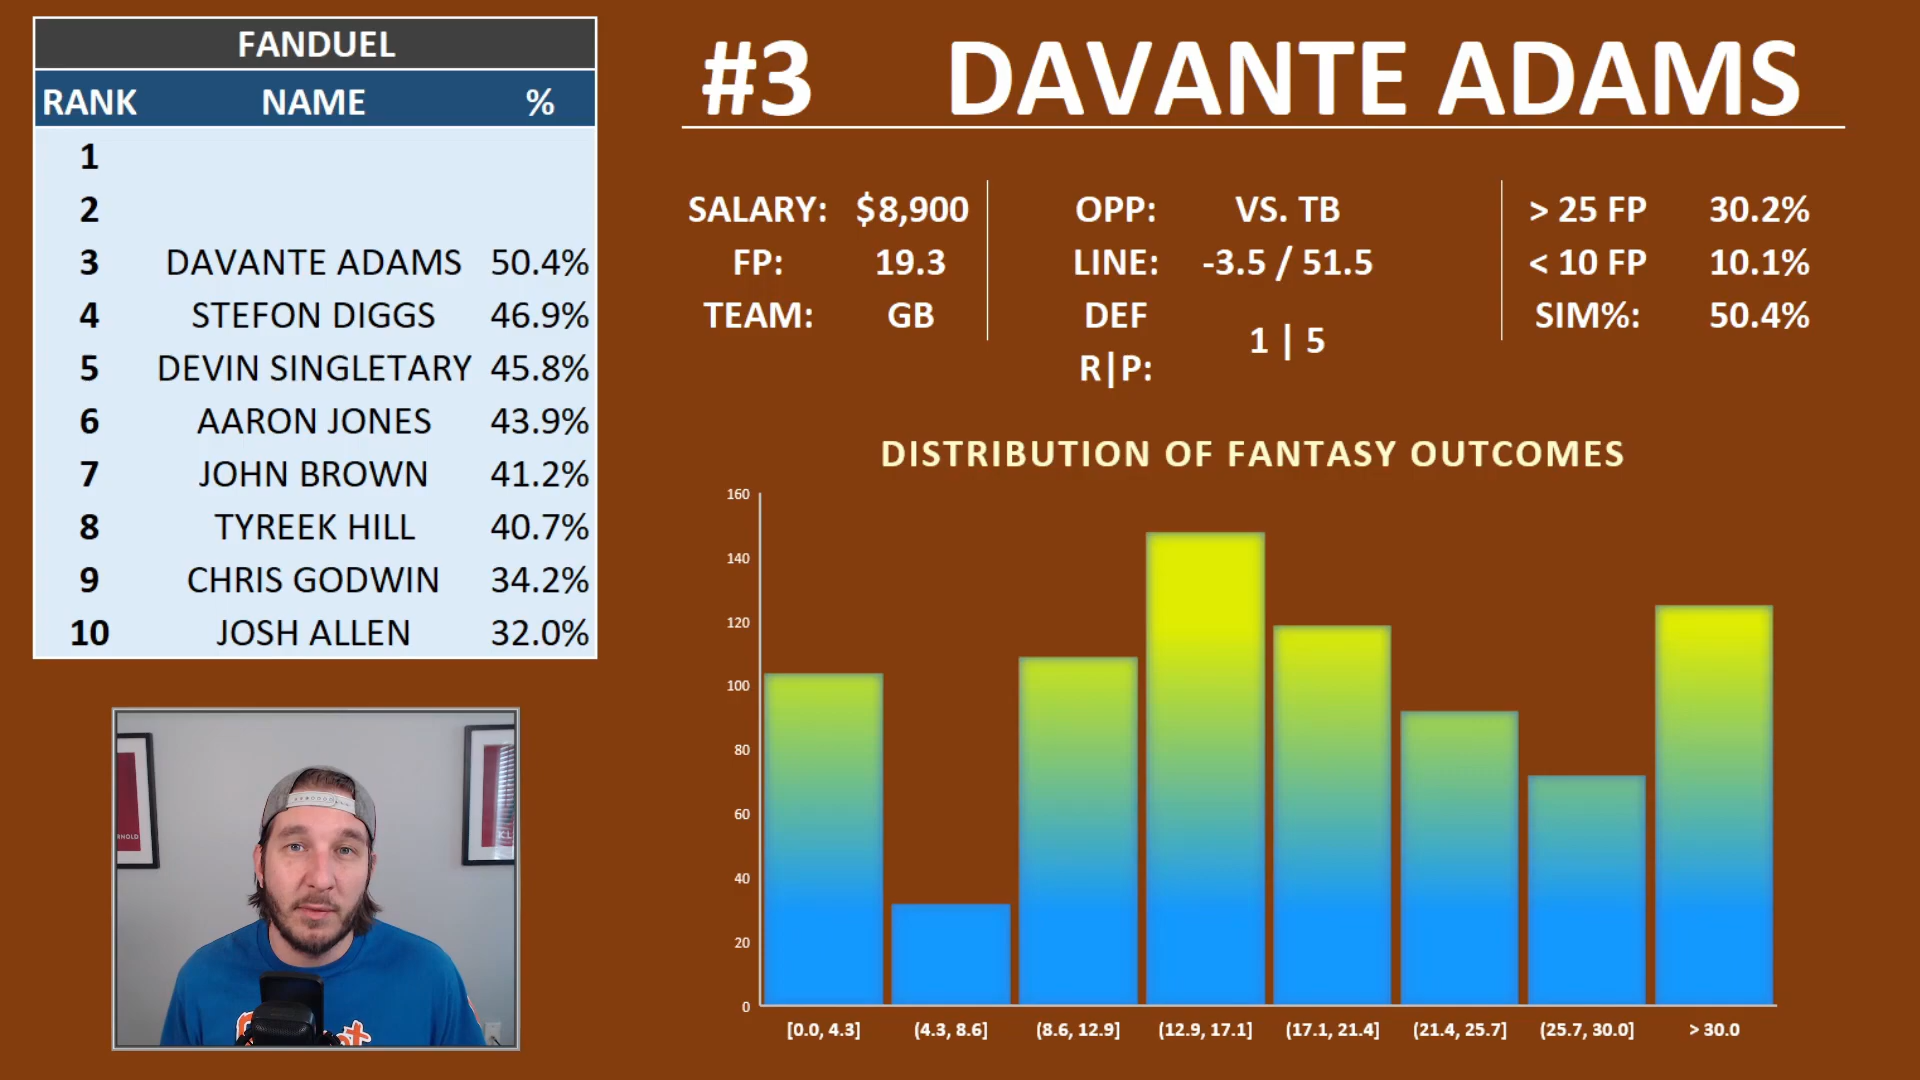 FANDUEL
RANK NAME %
1
2
3 DAVANTE ADAMS 50.4%
4 STEFON DIGGS 46.9%
5 DEVIN SINGLETARY 45.8%
6 AARON JONES 43.9%
7 JOHN BROWN 41.2%
8 TYREEK HILL 40.7%
9 CHRIS GODWIN 34.2%
10 JOSH ALLEN 32.0%
#3 DAVANTE ADAMS
SALARY: $8,900
FP: 19.3
TEAM: GB
OPP: VS. TB
LINE: -3.5 / 51.5
DEF
R|P: 1 | 5
> 25 FP 30.2%
< 10 FP 10.1%
SIM%: 50.4%
DISTRIBUTION OF FANTASY OUTCOMES
160
140
120
100
80
60
40
20
0
[0.0, 4.3] (4.3, 8.6] (8.6, 12.9] (12.9, 17.1] (17.1, 21.4] (21.4, 25.7] (25.7, 30.0] > 30.0